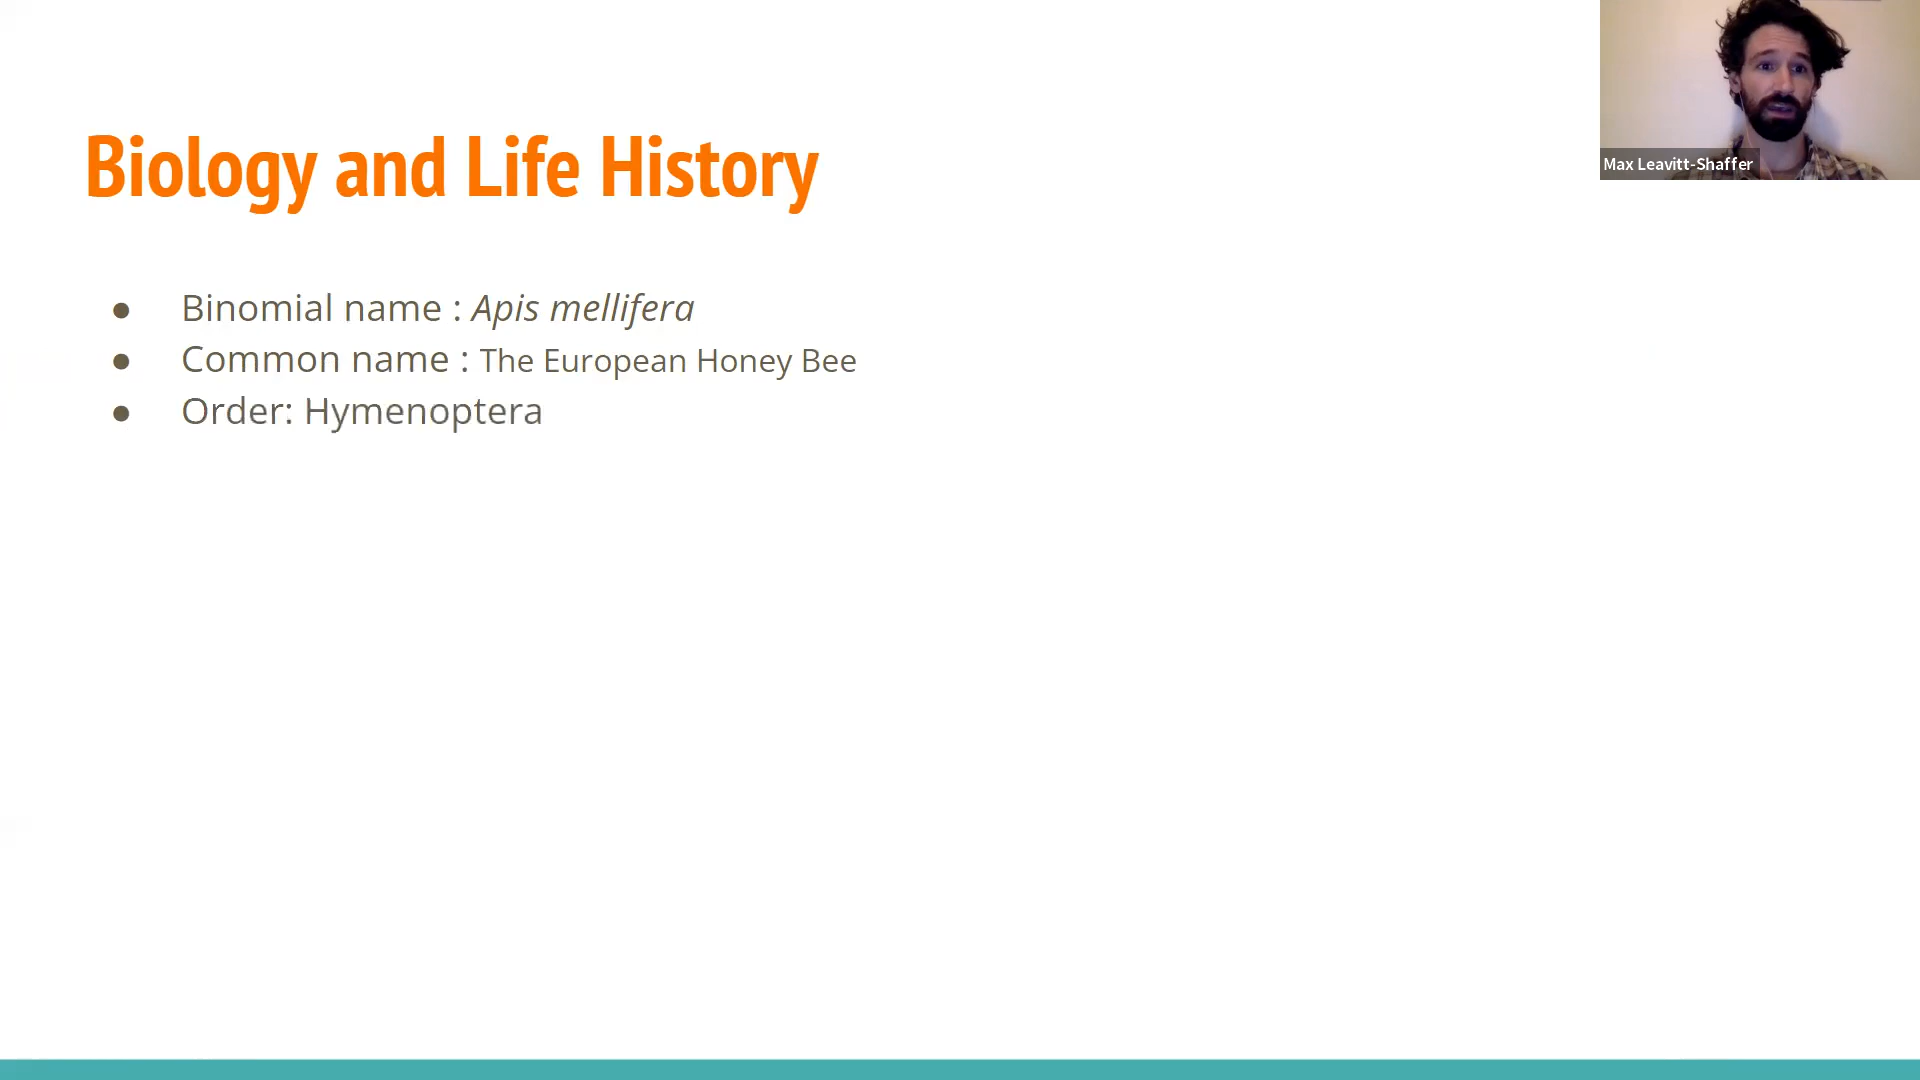 Biology and Life History
Max Leavitt-Shaffer
● Binomial name : Apis mellifera
● Common name : The European Honey Bee
● Order: Hymenoptera